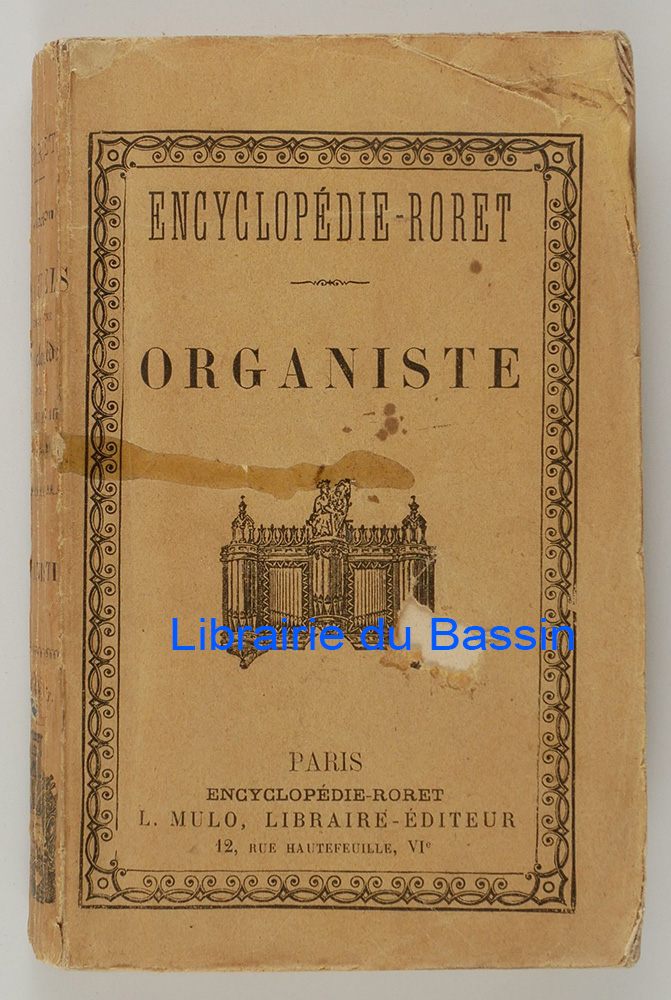 ENCYCLOPÉDIE-RORET
ORGANISTE
Librairie du Bassin
PARIS
ENCYCLOPÉDIE-RORET
L. MULO, LIBRAIRE-ÉDITEUR
12, RUE HAUTEFEUILLE, VIe